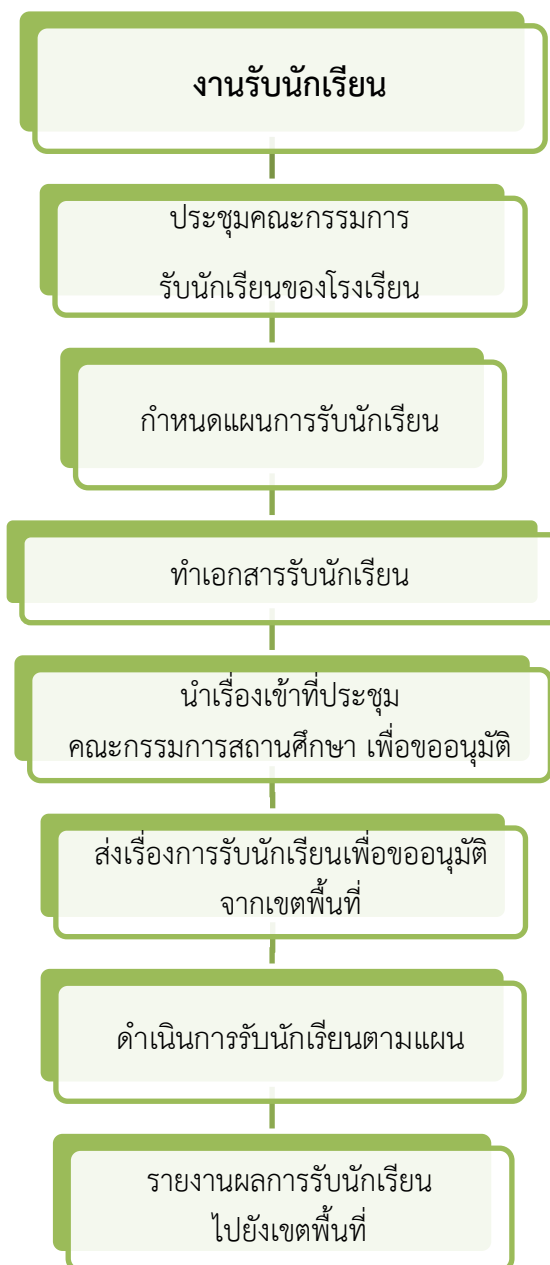 งานรับนักเรียน
ประชุมคณะกรรมการ
รับนักเรียนของโรงเรียน
กำหนดแผนการรับนักเรียน
ทำเอกสารรับนักเรียน
นำเรื่องเข้าที่ประชุม
คณะกรรมการสถานศึกษา เพื่อขออนุมัติ
ส่งเรื่องการรับนักเรียนเพื่อขออนุมัติ
จากเขตพื้นที่
ดำเนินการรับนักเรียนตามแผน
รายงานผลการรับนักเรียน
ไปยังเขตพื้นที่